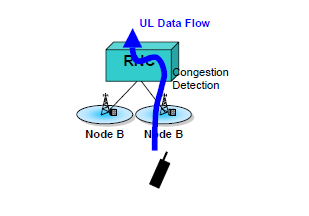 UL Data Flow
RNC
Congestion
Detection
Node B
Node B